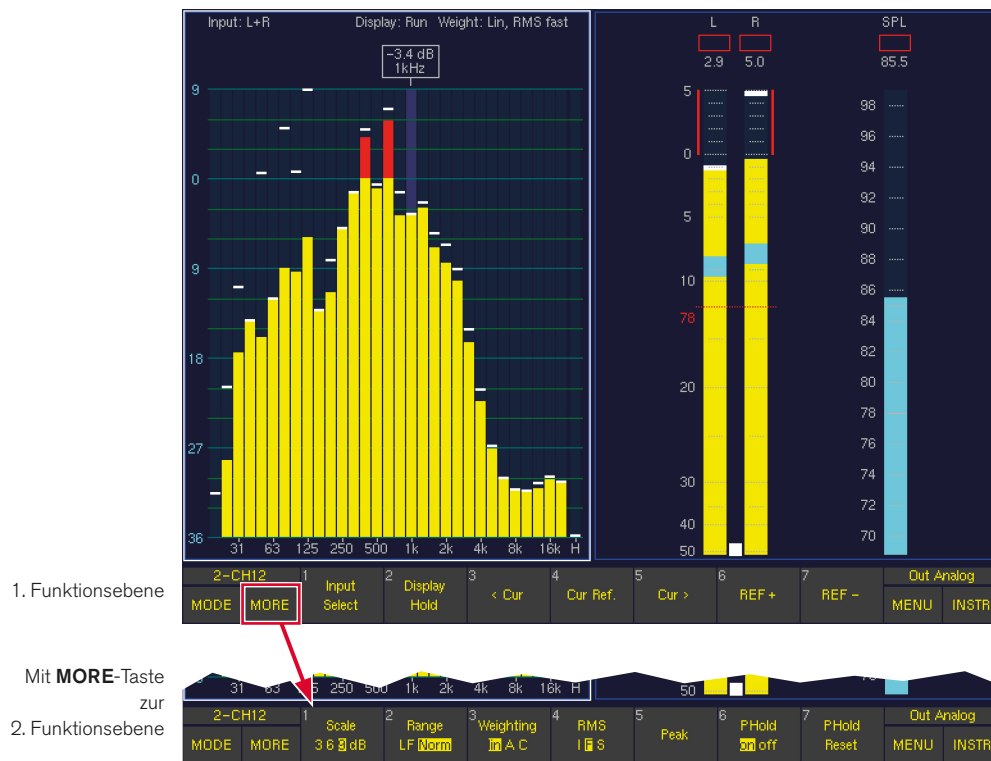 Input: L+R Display: Run Weight: Lin, RMS fast
-3.4 dB
1kHz
9
0
9
18
27
36
31 63 125 250 500 1k 2k 4k 8k 16k H
L R SPL
2.9 5.0 85.5
5
0
5
10
78
20
30
40
50
98
96
94
92
90
88
86
84
82
80
78
76
74
72
70
1. Funktionsebene
2-CH12
MODE MORE
1 Input Select
2 Display Hold
3 < Cur
4 Cur Ref.
5 Cur >
6 REF +
7 REF -
Out Analog
MENU INSTR
Mit MORE-Taste
zur
2. Funktionsebene
31 63 5 250 500 1k 2k 4k 8k 16k H
50
2-CH12
MODE MORE
1 Scale
3 6 9 dB
2 Range
LF Norm
3 Weighting
lin A C
4 RMS
I F S
5 Peak
6 PHold
on off
7 PHold
Reset
Out Analog
MENU INSTR